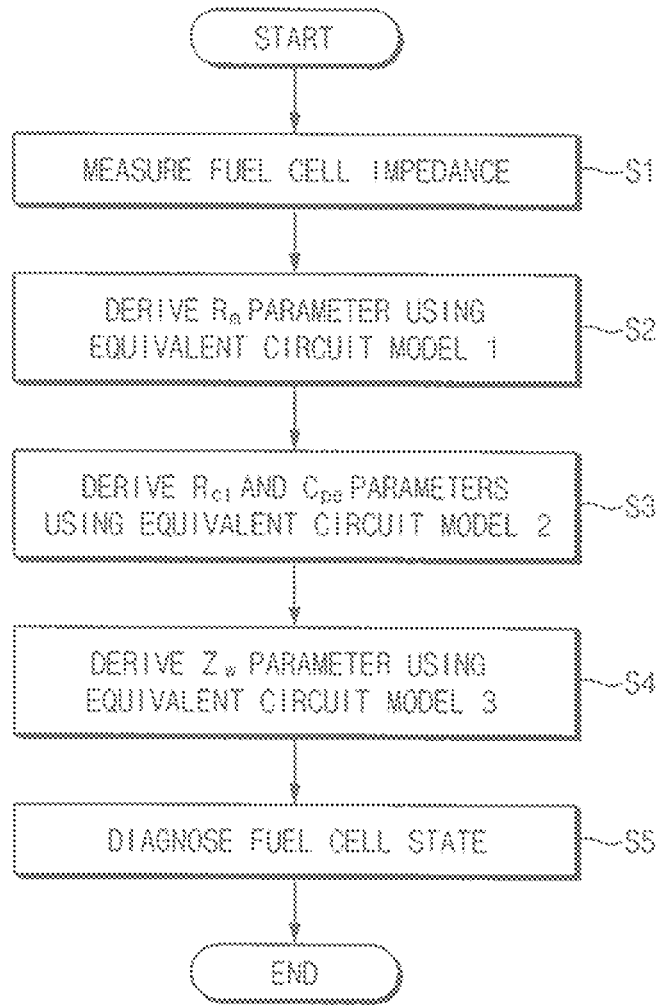 START
MEASURE FUEL CELL IMPEDANCE
S1
DERIVE Rm PARAMETER USING
EQUIVALENT CIRCUIT MODEL 1
S2
DERIVE Rct AND Cpe PARAMETERS
USING EQUIVALENT CIRCUIT MODEL 2
S3
DERIVE Zw PARAMETER USING
EQUIVALENT CIRCUIT MODEL 3
S4
DIAGNOSE FUEL CELL STATE
S5
END